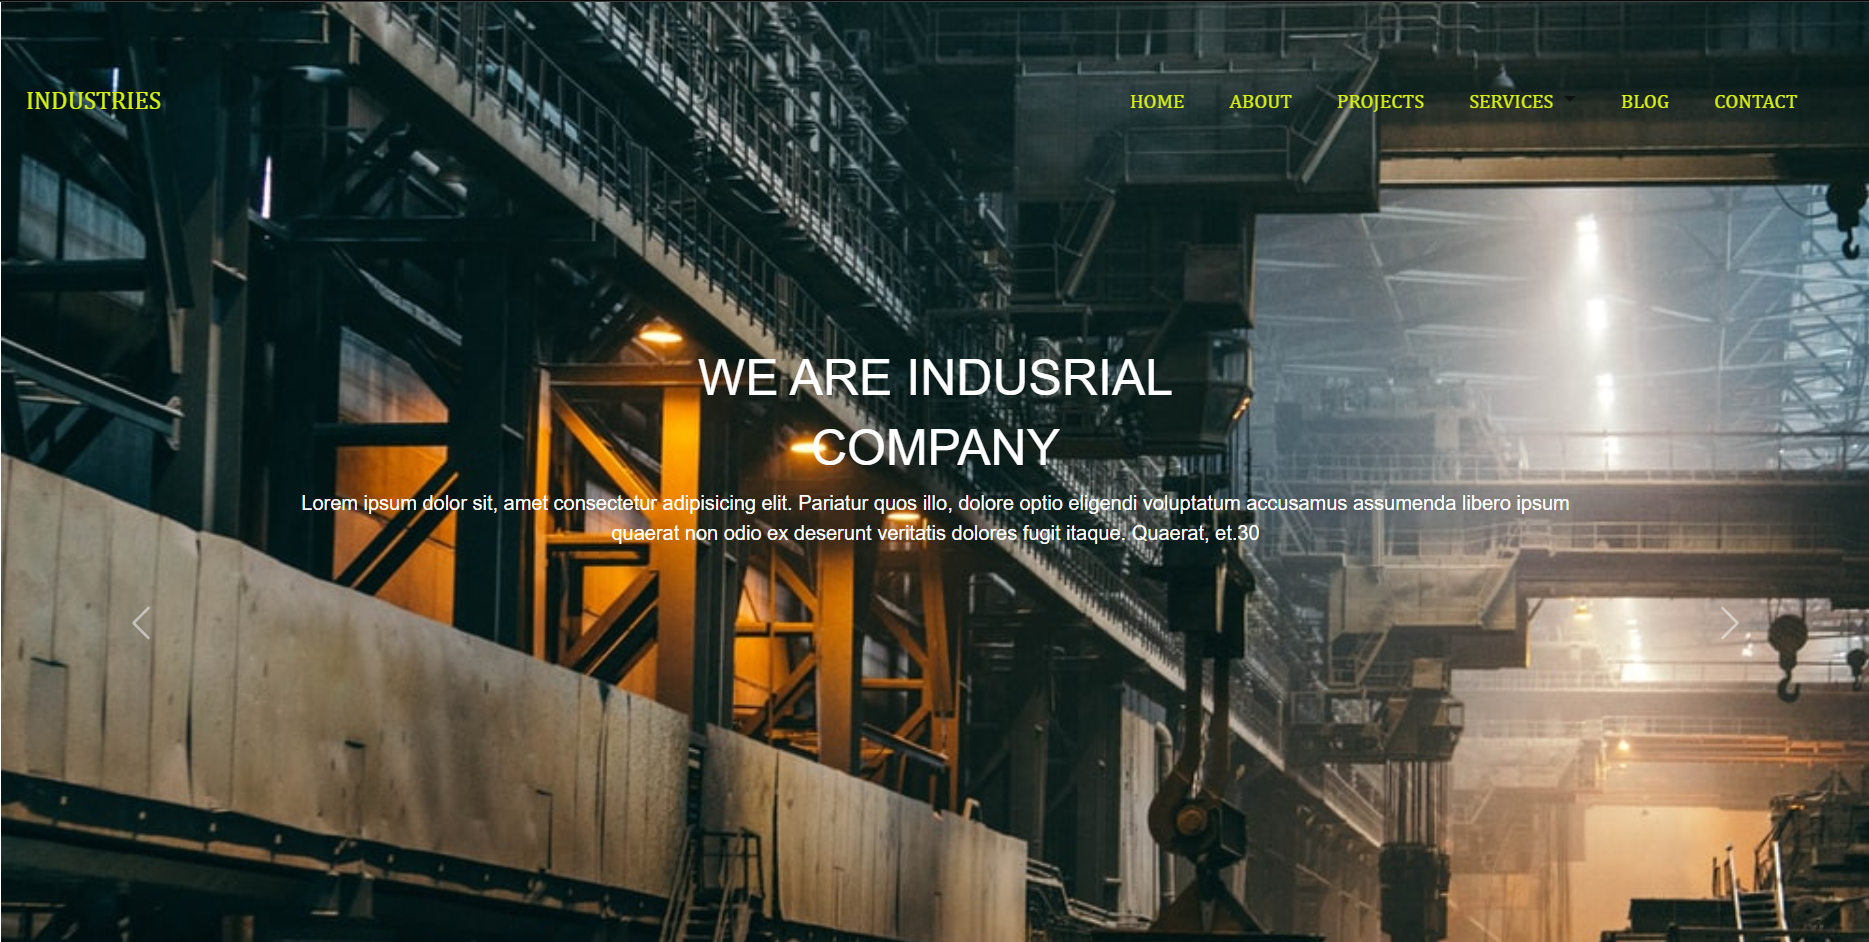 INDUSTRIES
HOME ABOUT PROJECTS SERVICES BLOG CONTACT
WE ARE INDUSRIAL
COMPANY
Lorem ipsum dolor sit, amet consectetur adipisicing elit. Pariatur quos illo, dolore optio eligendi voluptatum accusamus assumenda libero ipsum
quaerat non odio ex deserunt veritatis dolores fugit itaque. Quaerat, et.30